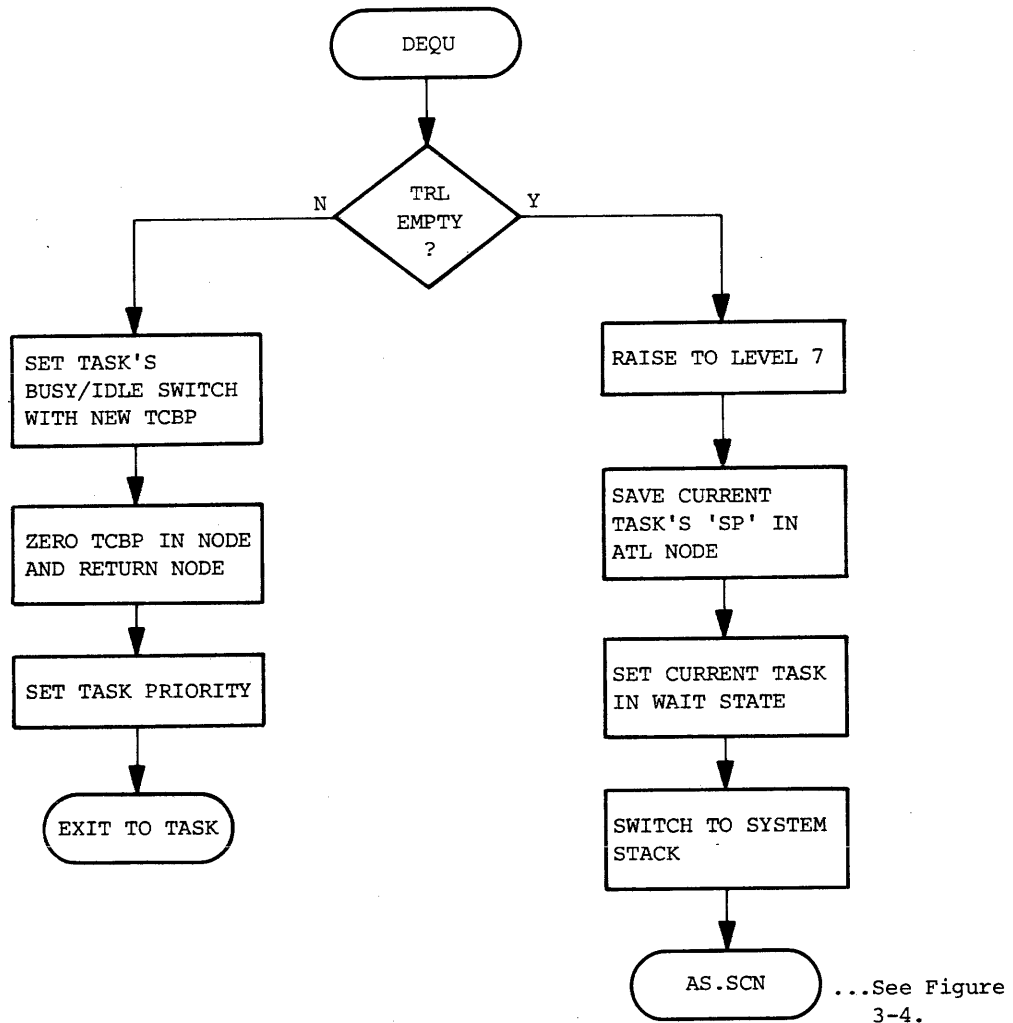 DEQU
TRL
EMPTY
?
N
Y
SET TASK'S
BUSY/IDLE SWITCH
WITH NEW TCBP
ZERO TCBP IN NODE
AND RETURN NODE
SET TASK PRIORITY
EXIT TO TASK
RAISE TO LEVEL 7
SAVE CURRENT
TASK'S 'SP' IN
ATL NODE
SET CURRENT TASK
IN WAIT STATE
SWITCH TO SYSTEM
STACK
AS.SCN
...See Figure
3-4.